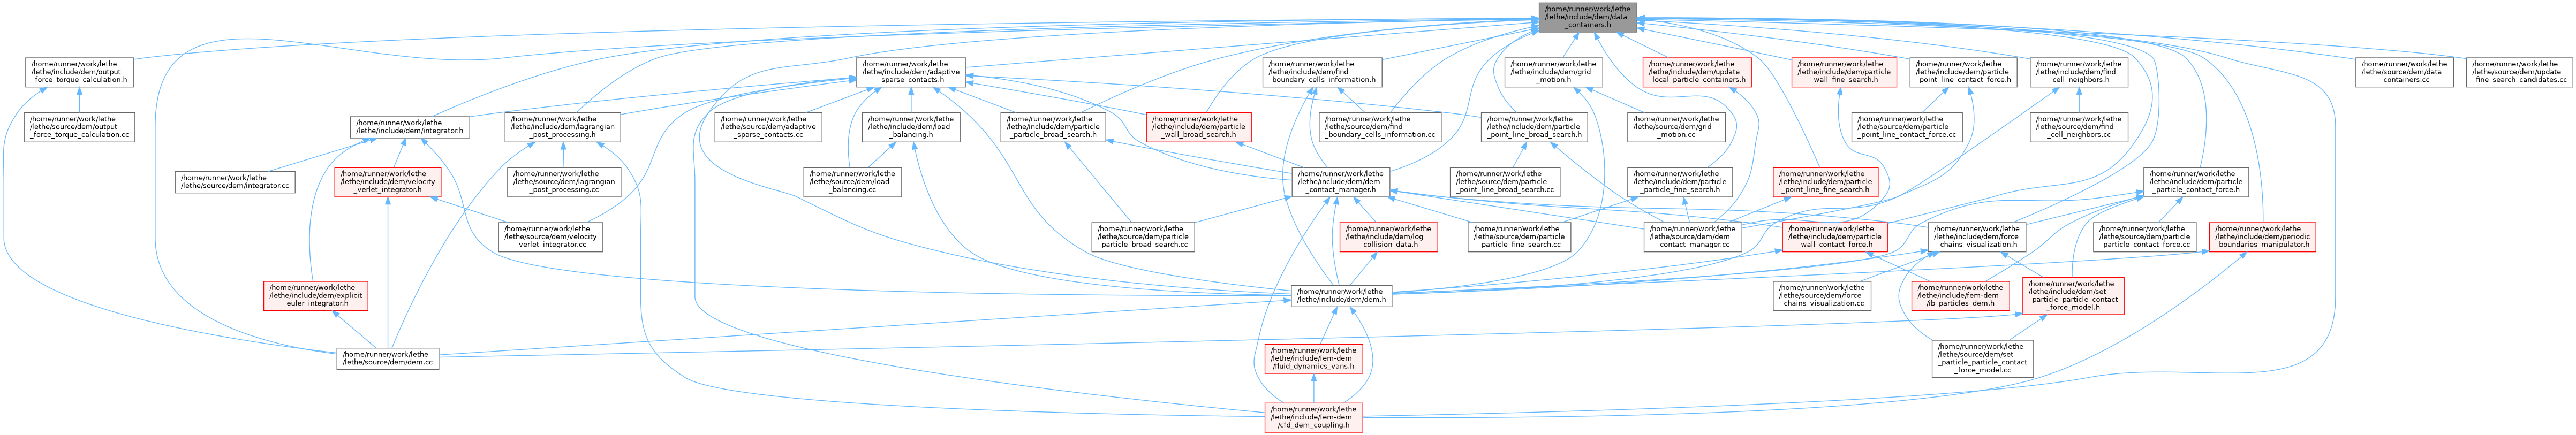 /home/runner/work/lethe
/lethe/include/dem/data
_containers.h
/home/runner/work/lethe
/lethe/include/dem/output
_force_torque_calculation.h
/home/runner/work/lethe
/lethe/include/dem/adaptive
_sparse_contacts.h
/home/runner/work/lethe
/lethe/include/dem/find
_boundary_cells_information.h
/home/runner/work/lethe
/lethe/include/dem/grid
_motion.h
/home/runner/work/lethe
/lethe/include/dem/update
_local_particle_containers.h
/home/runner/work/lethe
/lethe/include/dem/particle
_wall_fine_search.h
/home/runner/work/lethe
/lethe/include/dem/particle
_point_line_contact_force.h
/home/runner/work/lethe
/lethe/include/dem/find
_cell_neighbors.h
/home/runner/work/lethe
/lethe/source/dem/data
_containers.cc
/home/runner/work/lethe
/lethe/source/dem/update
_fine_search_candidates.cc
/home/runner/work/lethe
/lethe/source/dem/output
_force_torque_calculation.cc
/home/runner/work/lethe
/lethe/include/dem/integrator.h
/home/runner/work/lethe
/lethe/include/dem/lagrangian
_post_processing.h
/home/runner/work/lethe
/lethe/source/dem/adaptive
_sparse_contacts.cc
/home/runner/work/lethe
/lethe/include/dem/load
_balancing.h
/home/runner/work/lethe
/lethe/include/dem/particle
_particle_broad_search.h
/home/runner/work/lethe
/lethe/include/dem/particle
_wall_broad_search.h
/home/runner/work/lethe
/lethe/source/dem/find
_boundary_cells_information.cc
/home/runner/work/lethe
/lethe/include/dem/particle
_point_line_broad_search.h
/home/runner/work/lethe
/lethe/source/dem/grid
_motion.cc
/home/runner/work/lethe
/lethe/source/dem/particle
_point_line_contact_force.cc
/home/runner/work/lethe
/lethe/source/dem/find
_cell_neighbors.cc
/home/runner/work/lethe
/lethe/source/dem/integrator.cc
/home/runner/work/lethe
/lethe/include/dem/velocity
_verlet_integrator.h
/home/runner/work/lethe
/lethe/source/dem/lagrangian
_post_processing.cc
/home/runner/work/lethe
/lethe/source/dem/load
_balancing.cc
/home/runner/work/lethe
/lethe/include/dem/dem
_contact_manager.h
/home/runner/work/lethe
/lethe/source/dem/particle
_point_line_broad_search.cc
/home/runner/work/lethe
/lethe/include/dem/particle
_particle_fine_search.h
/home/runner/work/lethe
/lethe/include/dem/particle
_point_line_fine_search.h
/home/runner/work/lethe
/lethe/include/dem/particle
_particle_contact_force.h
/home/runner/work/lethe
/lethe/source/dem/velocity
_verlet_integrator.cc
/home/runner/work/lethe
/lethe/source/dem/particle
_particle_broad_search.cc
/home/runner/work/lethe
/lethe/include/dem/log
_collision_data.h
/home/runner/work/lethe
/lethe/source/dem/particle
_particle_fine_search.cc
/home/runner/work/lethe
/lethe/source/dem/dem
_contact_manager.cc
/home/runner/work/lethe
/lethe/include/dem/particle
_wall_contact_force.h
/home/runner/work/lethe
/lethe/include/dem/force
_chains_visualization.h
/home/runner/work/lethe
/lethe/source/dem/particle
_particle_contact_force.cc
/home/runner/work/lethe
/lethe/include/dem/periodic
_boundaries_manipulator.h
/home/runner/work/lethe
/lethe/include/dem/explicit
_euler_integrator.h
/home/runner/work/lethe
/lethe/include/dem/dem.h
/home/runner/work/lethe
/lethe/source/dem/force
_chains_visualization.cc
/home/runner/work/lethe
/lethe/include/fem-dem
/ib_particles_dem.h
/home/runner/work/lethe
/lethe/include/dem/set
_particle_particle_contact
_force_model.h
/home/runner/work/lethe
/lethe/source/dem/dem.cc
/home/runner/work/lethe
/lethe/include/fem-dem
/fluid_dynamics_vans.h
/home/runner/work/lethe
/lethe/source/dem/set
_particle_particle_contact
_force_model.cc
/home/runner/work/lethe
/lethe/include/fem-dem
/cfd_dem_coupling.h